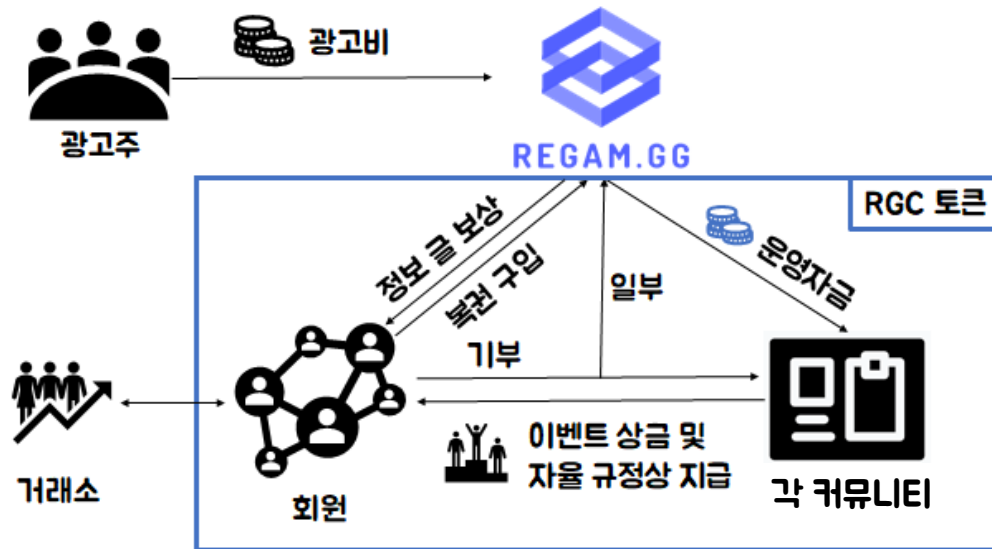 광고비
광고주
REGAM.GG
RGC 토큰
정보 글 보상
복권 구입
일부
운영자금
기부
이벤트 상금 및
자율 규정상 지급
거래소
회원
각 커뮤니티